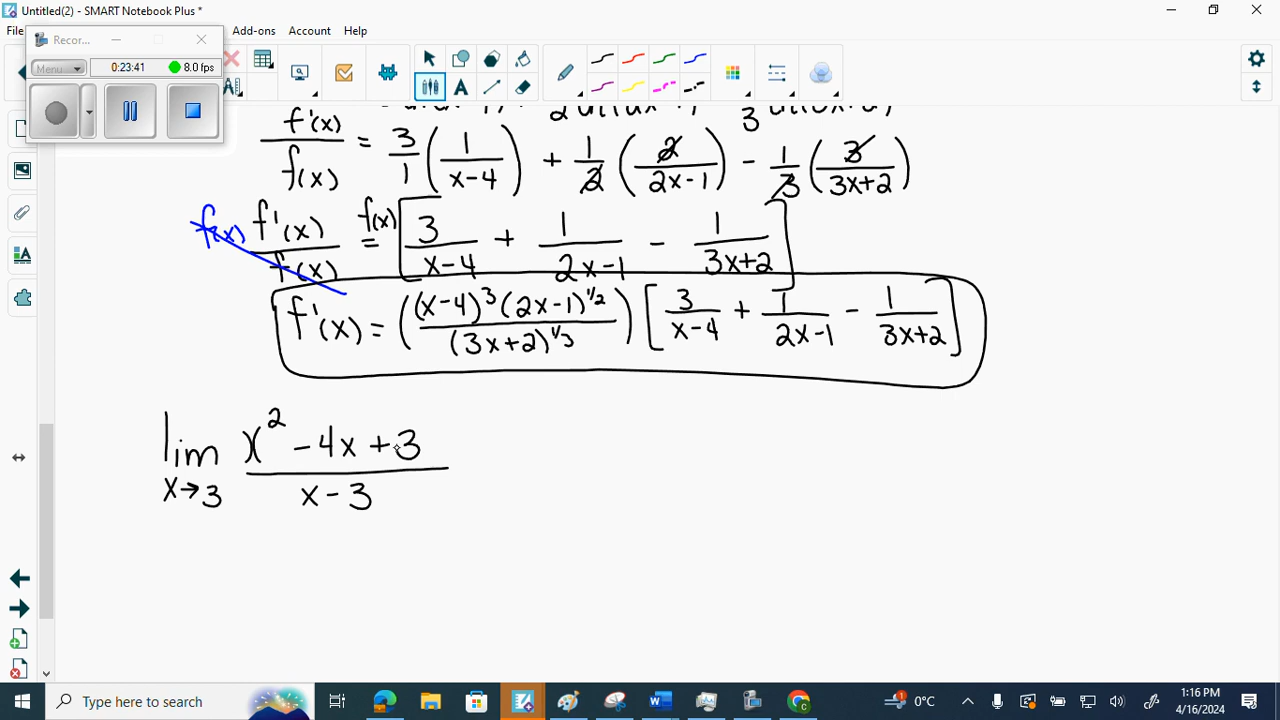 Untitled(2) - SMART Notebook Plus *
Add-ons Account Help
Recor...
Menu 0:23:41 8.0 fps
f'(x)/f(x) = 3/1 (1/(x-4)) + 1/2 (2/(2x-1)) - 1/3 (3/(3x+2))
f(x) f'(x)/f(x) = f(x) [3/(x-4) + 1/(2x-1) - 1/(3x+2)]
f'(x) = ((x-4)^3 (2x-1)^1/2 / (3x+2)^1/3) [3/(x-4) + 1/(2x-1) - 1/(3x+2)]
lim x→3 (x² - 4x + 3)/(x - 3)
Type here to search
0°C
1:16 PM
4/16/2024